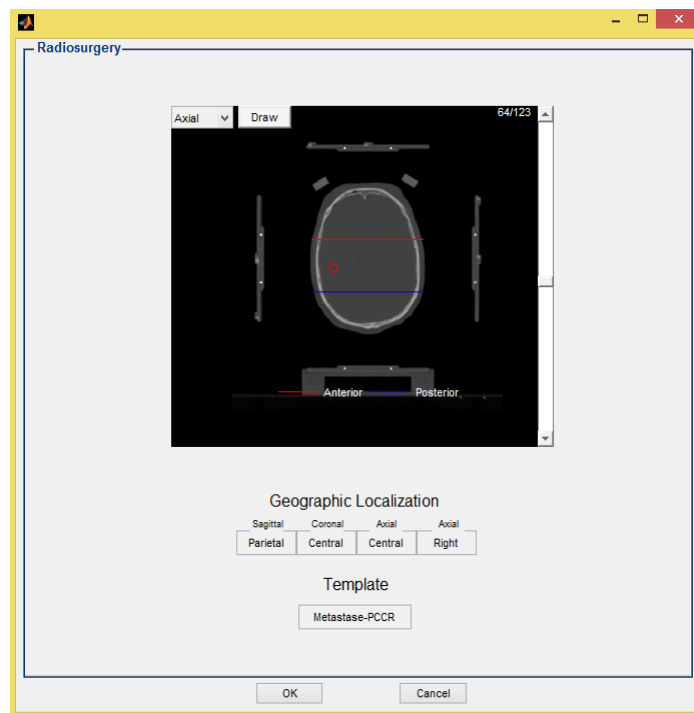 Radiosurgery
Axial Draw 64/123
Anterior Posterior
Geographic Localization
Sagittal Coronal Axial Axial
Parietal Central Central Right
Template
Metastase-PCCR
OK Cancel